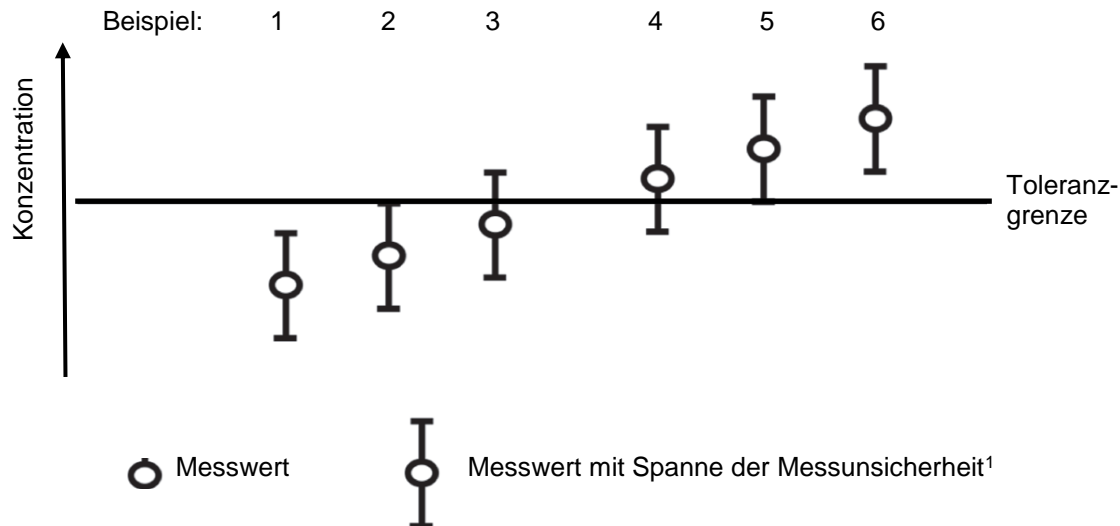 Beispiel: 1 2 3 4 5 6
Konzentration
Toleranz-
grenze
Messwert
Messwert mit Spanne der Messunsicherheit¹